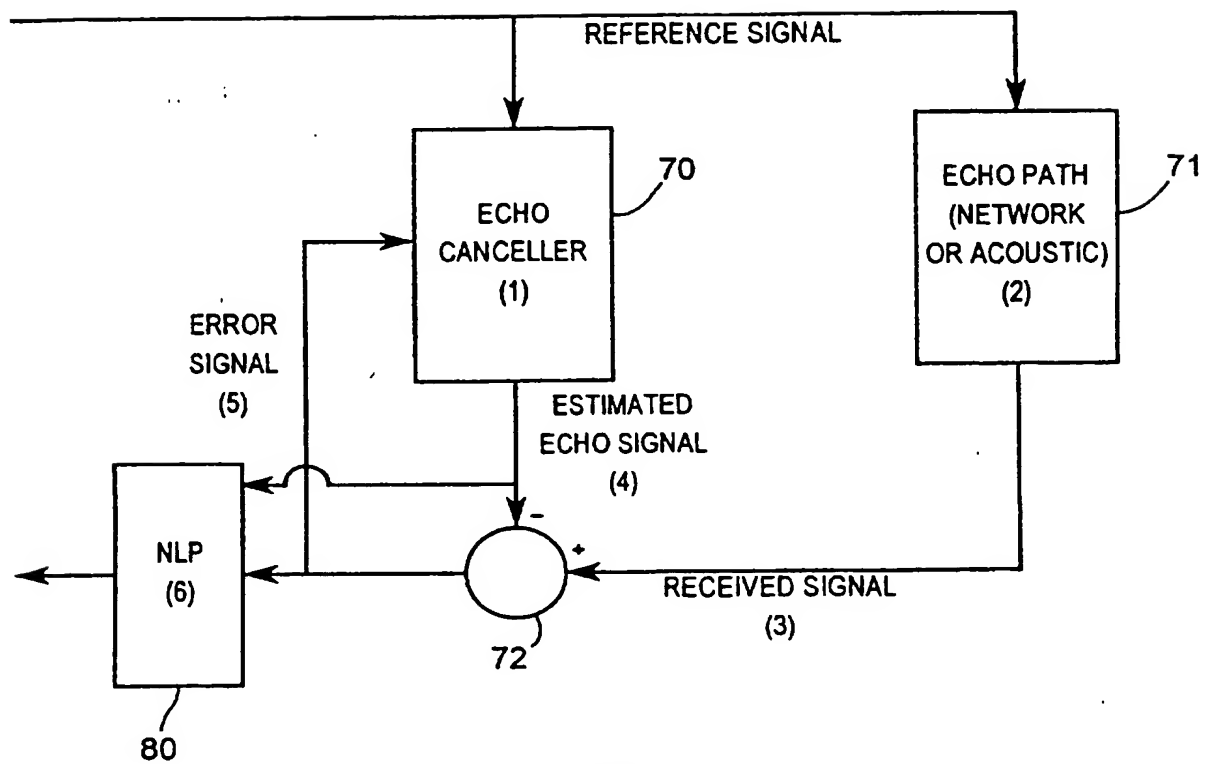 REFERENCE SIGNAL
ECHO
CANCELLER
(1)
70
ECHO PATH
(NETWORK
OR ACOUSTIC)
(2)
71
ERROR
SIGNAL
(5)
ESTIMATED
ECHO SIGNAL
(4)
NLP
(6)
-
+
RECEIVED SIGNAL
(3)
72
80